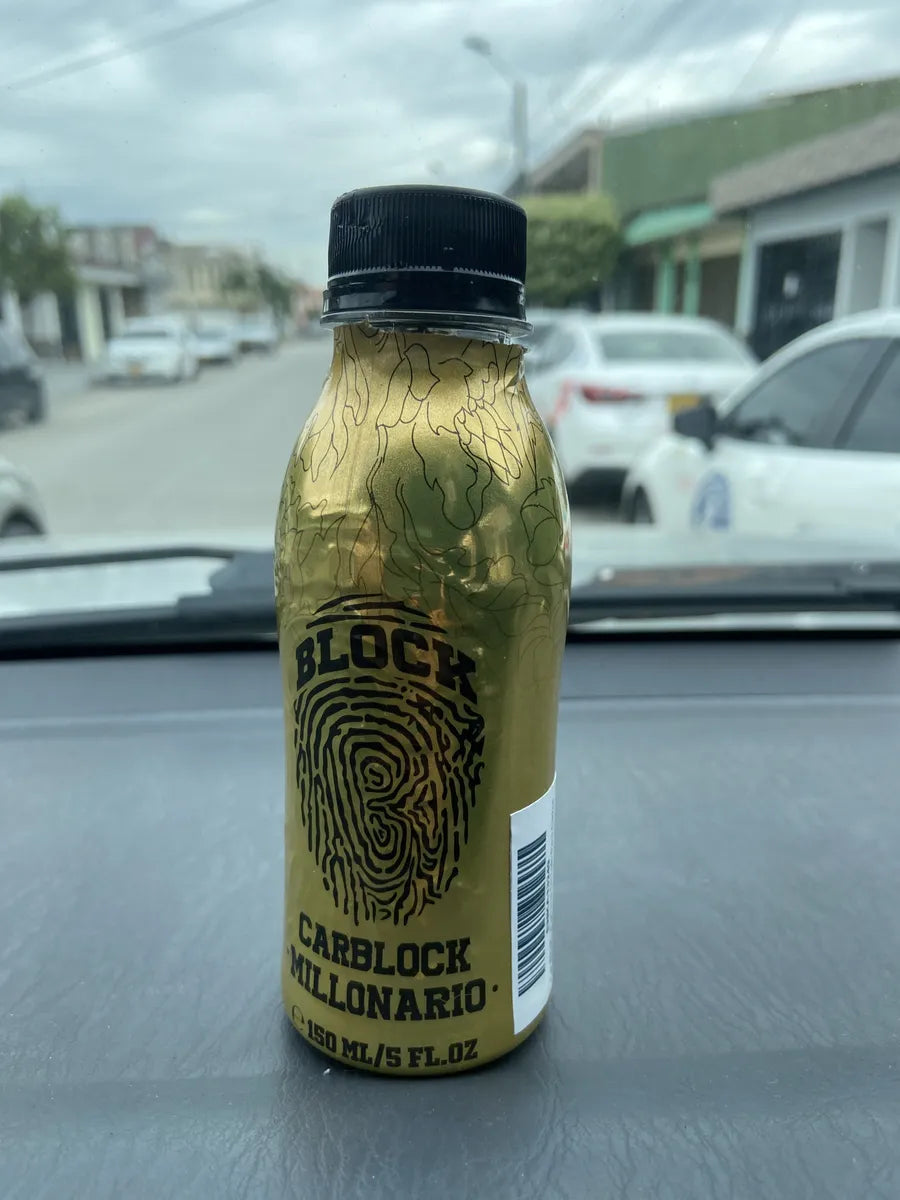 BLOCK
CARBLOCK
·MILLONARIO·
℮ 150 ML/5 FL.OZ